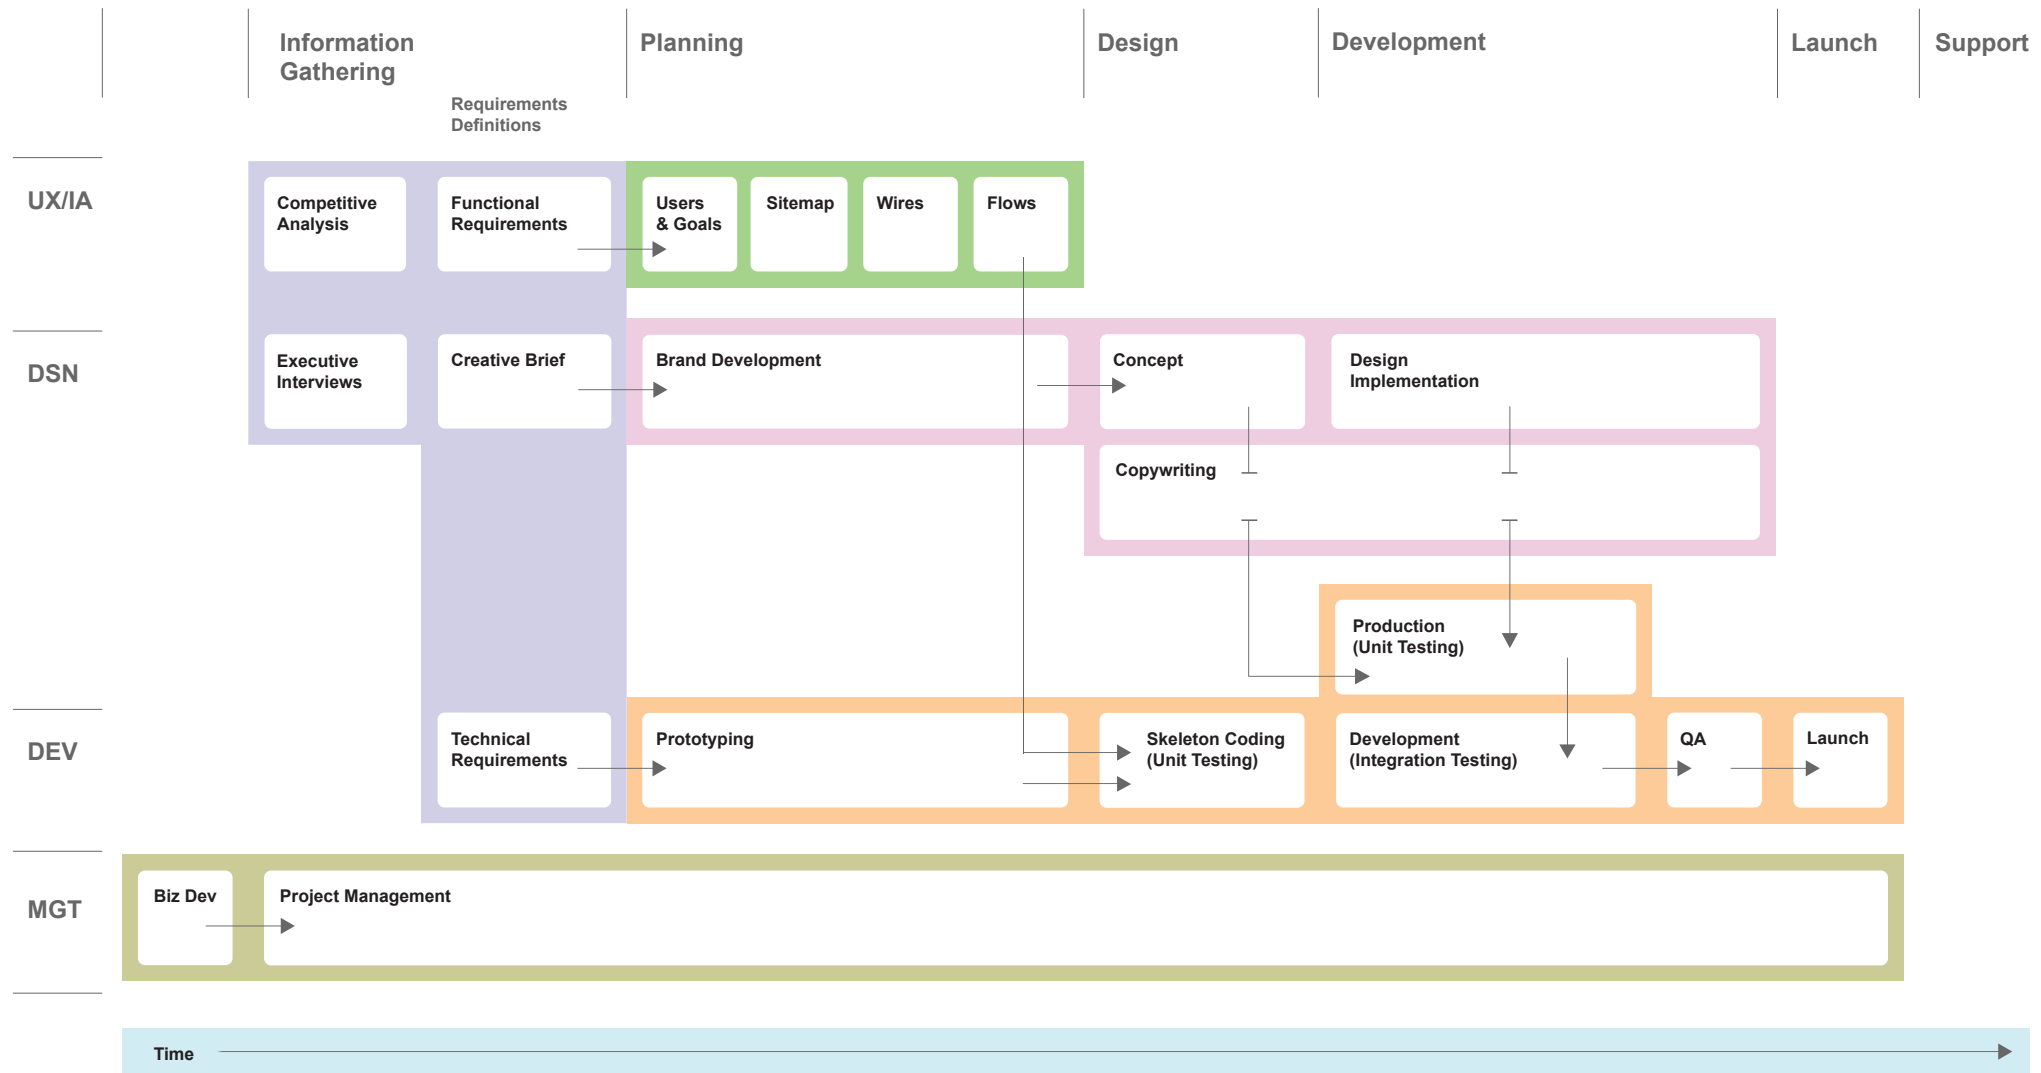 Information
Gathering
Planning
Design
Development
Launch
Support
Requirements
Definitions
UX/IA
Competitive
Analysis
Functional
Requirements
Users
& Goals
Sitemap
Wires
Flows
DSN
Executive
Interviews
Creative Brief
Brand Development
Concept
Design
Implementation
Copywriting
Production
(Unit Testing)
DEV
Technical
Requirements
Prototyping
Skeleton Coding
(Unit Testing)
Development
(Integration Testing)
QA
Launch
MGT
Biz Dev
Project Management
Time